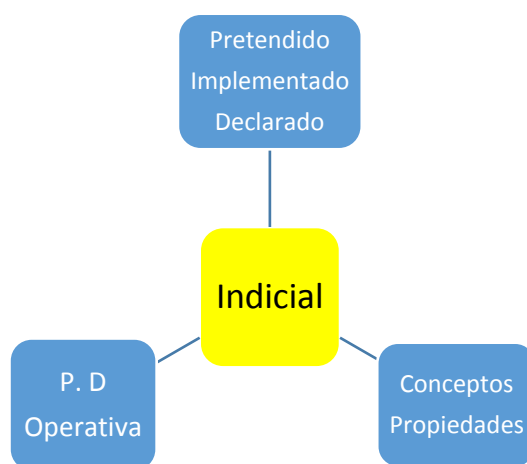 Pretendido
Implementado
Declarado
Indicial
P. D
Operativa
Conceptos
Propiedades